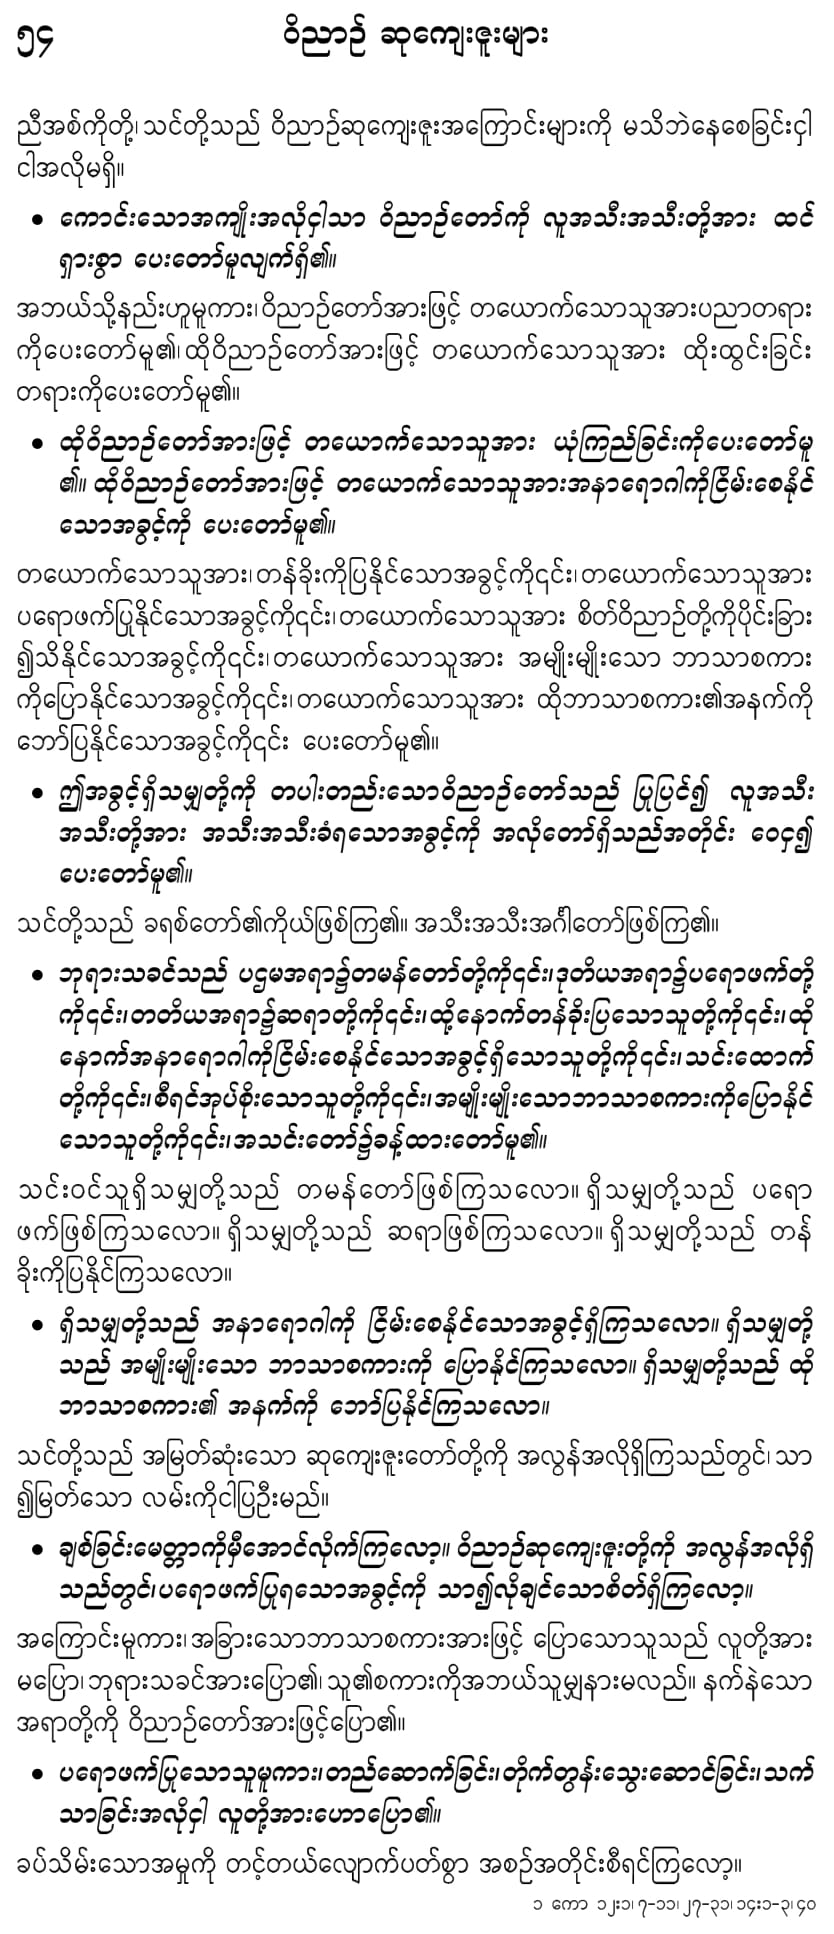 ၅၄ ဝိညာဉ် ဆုကျေးဇူးများ
ညီအစ်ကိုတို့၊ သင်တို့သည် ဝိညာဉ်ဆုကျေးဇူးအကြောင်းများကို မသိဘဲနေစေခြင်းငှါ
ငါအလိုမရှိ။
• ကောင်းသောအကျိုးအလိုငှါသာ ဝိညာဉ်တော်ကို လူအသီးအသီးတို့အား ထင်
ရှားစွာ ပေးတော်မူလျက်ရှိ၏။
အဘယ်သို့နည်းဟူမူကား၊ ဝိညာဉ်တော်အားဖြင့် တယောက်သောသူအားပညာတရား
ကိုပေးတော်မူ၏၊ ထိုဝိညာဉ်တော်အားဖြင့် တယောက်သောသူအား ထိုးထွင်းခြင်း
တရားကိုပေးတော်မူ၏။
• ထိုဝိညာဉ်တော်အားဖြင့် တယောက်သောသူအား ယုံကြည်ခြင်းကိုပေးတော်မူ
၏။ ထိုဝိညာဉ်တော်အားဖြင့် တယောက်သောသူအားအနာရောဂါကိုငြိမ်းစေနိုင်
သောအခွင့်ကို ပေးတော်မူ၏။
တယောက်သောသူအား၊ တန်ခိုးကိုပြနိုင်သောအခွင့်ကို၎င်း၊ တယောက်သောသူအား
ပရောဖက်ပြုနိုင်သောအခွင့်ကို၎င်း၊ တယောက်သောသူအား စိတ်ဝိညာဉ်တို့ကိုပိုင်းခြား
၍သိနိုင်သောအခွင့်ကို၎င်း၊ တယောက်သောသူအား အမျိုးမျိုးသော ဘာသာစကား
ကိုပြောနိုင်သောအခွင့်ကို၎င်း၊ တယောက်သောသူအား ထိုဘာသာစကား၏အနက်ကို
ဘော်ပြနိုင်သောအခွင့်ကို၎င်း ပေးတော်မူ၏။
• ဤအခွင့်ရှိသမျှတို့ကို တပါးတည်းသောဝိညာဉ်တော်သည် ပြုပြင်၍ လူအသီး
အသီးတို့အား အသီးအသီးခံရသောအခွင့်ကို အလိုတော်ရှိသည်အတိုင်း ဝေငှ၍
ပေးတော်မူ၏။
သင်တို့သည် ခရစ်တော်၏ကိုယ်ဖြစ်ကြ၏။ အသီးအသီးအင်္ဂါတော်ဖြစ်ကြ၏။
• ဘုရားသခင်သည် ပဌမအရာ၌တမန်တော်တို့ကို၎င်း၊ ဒုတိယအရာ၌ပရောဖက်တို့
ကို၎င်း၊ တတိယအရာ၌ဆရာတို့ကို၎င်း၊ ထို့နောက်တန်ခိုးပြသောသူတို့ကို၎င်း၊ ထို
နောက်အနာရောဂါကိုငြိမ်းစေနိုင်သောအခွင့်ရှိသောသူတို့ကို၎င်း၊ သင်းထောက်
တို့ကို၎င်း၊ စီရင်အုပ်စိုးသောသူတို့ကို၎င်း၊ အမျိုးမျိုးသောဘာသာစကားကိုပြောနိုင်
သောသူတို့ကို၎င်း၊ အသင်းတော်၌ခန့်ထားတော်မူ၏။
သင်းဝင်သူရှိသမျှတို့သည် တမန်တော်ဖြစ်ကြသလော။ ရှိသမျှတို့သည် ပရော
ဖက်ဖြစ်ကြသလော။ ရှိသမျှတို့သည် ဆရာဖြစ်ကြသလော။ ရှိသမျှတို့သည် တန်
ခိုးကိုပြနိုင်ကြသလော။
• ရှိသမျှတို့သည် အနာရောဂါကို ငြိမ်းစေနိုင်သောအခွင့်ရှိကြသလော။ ရှိသမျှတို့
သည် အမျိုးမျိုးသော ဘာသာစကားကို ပြောနိုင်ကြသလော။ ရှိသမျှတို့သည် ထို
ဘာသာစကား၏ အနက်ကို ဘော်ပြနိုင်ကြသလော။
သင်တို့သည် အမြတ်ဆုံးသော ဆုကျေးဇူးတော်တို့ကို အလွန်အလိုရှိကြသည်တွင်၊ သာ
၍မြတ်သော လမ်းကိုငါပြဦးမည်။
• ချစ်ခြင်းမေတ္တာကိုမှီအောင်လိုက်ကြလော့။ ဝိညာဉ်ဆုကျေးဇူးတို့ကို အလွန်အလိုရှိ
သည်တွင်၊ ပရောဖက်ပြုရသောအခွင့်ကို သာ၍လိုချင်သောစိတ်ရှိကြလော့။
အကြောင်းမူကား၊ အခြားသောဘာသာစကားအားဖြင့် ပြောသောသူသည် လူတို့အား
မပြော၊ ဘုရားသခင်အားပြော၏၊ သူ၏စကားကိုအဘယ်သူမျှနားမလည်။ နက်နဲသော
အရာတို့ကို ဝိညာဉ်တော်အားဖြင့်ပြော၏။
• ပရောဖက်ပြုသောသူမူကား၊ တည်ဆောက်ခြင်း၊ တိုက်တွန်းသွေးဆောင်ခြင်း၊ သက်
သာခြင်းအလိုငှါ လူတို့အားဟောပြော၏။
ခပ်သိမ်းသောအမှုကို တင့်တယ်လျောက်ပတ်စွာ အစဉ်အတိုင်းစီရင်ကြလော့။
၁ ကော ၁၂း၁၊ ၇-၁၁၊ ၂၇-၃၁၊ ၁၄း၁-၃၊ ၄၀